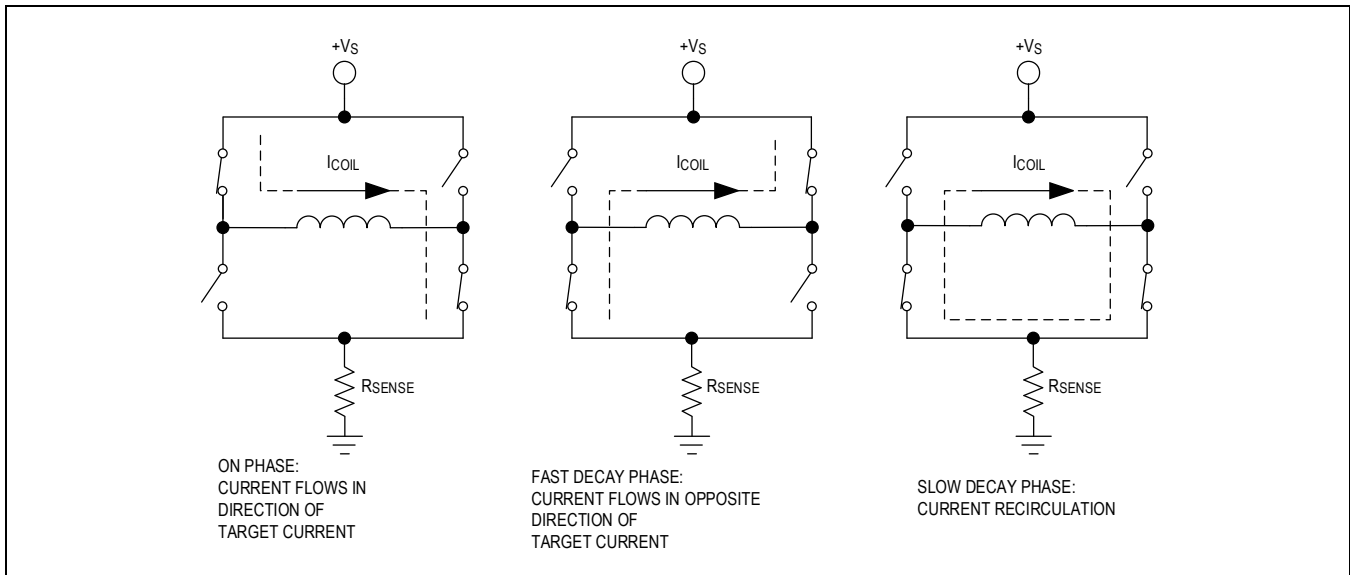 +VS
ICOIL
RSENSE
ON PHASE:
CURRENT FLOWS IN
DIRECTION OF
TARGET CURRENT
+VS
ICOIL
RSENSE
FAST DECAY PHASE:
CURRENT FLOWS IN OPPOSITE
DIRECTION OF
TARGET CURRENT
+VS
ICOIL
RSENSE
SLOW DECAY PHASE:
CURRENT RECIRCULATION